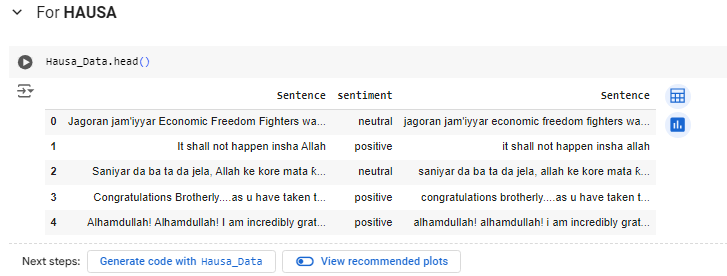 For HAUSA
Hausa_Data.head()
Sentence sentiment Sentence
0 Jagoran jam'iyyar Economic Freedom Fighters wa... neutral jagoran jam'iyyar economic freedom fighters wa...
1 It shall not happen insha Allah positive it shall not happen insha allah
2 Saniyar da ba ta da jela, Allah ke kore mata ƙ... neutral saniyar da ba ta da jela, allah ke kore mata ƙ...
3 Congratulations Brotherly....as u have taken t... positive congratulations brotherly....as u have taken t...
4 Alhamdullah! Alhamdullah! I am incredibly grat... positive alhamdullah! alhamdullah! i am incredibly grat...
Next steps: Generate code with Hausa_Data View recommended plots